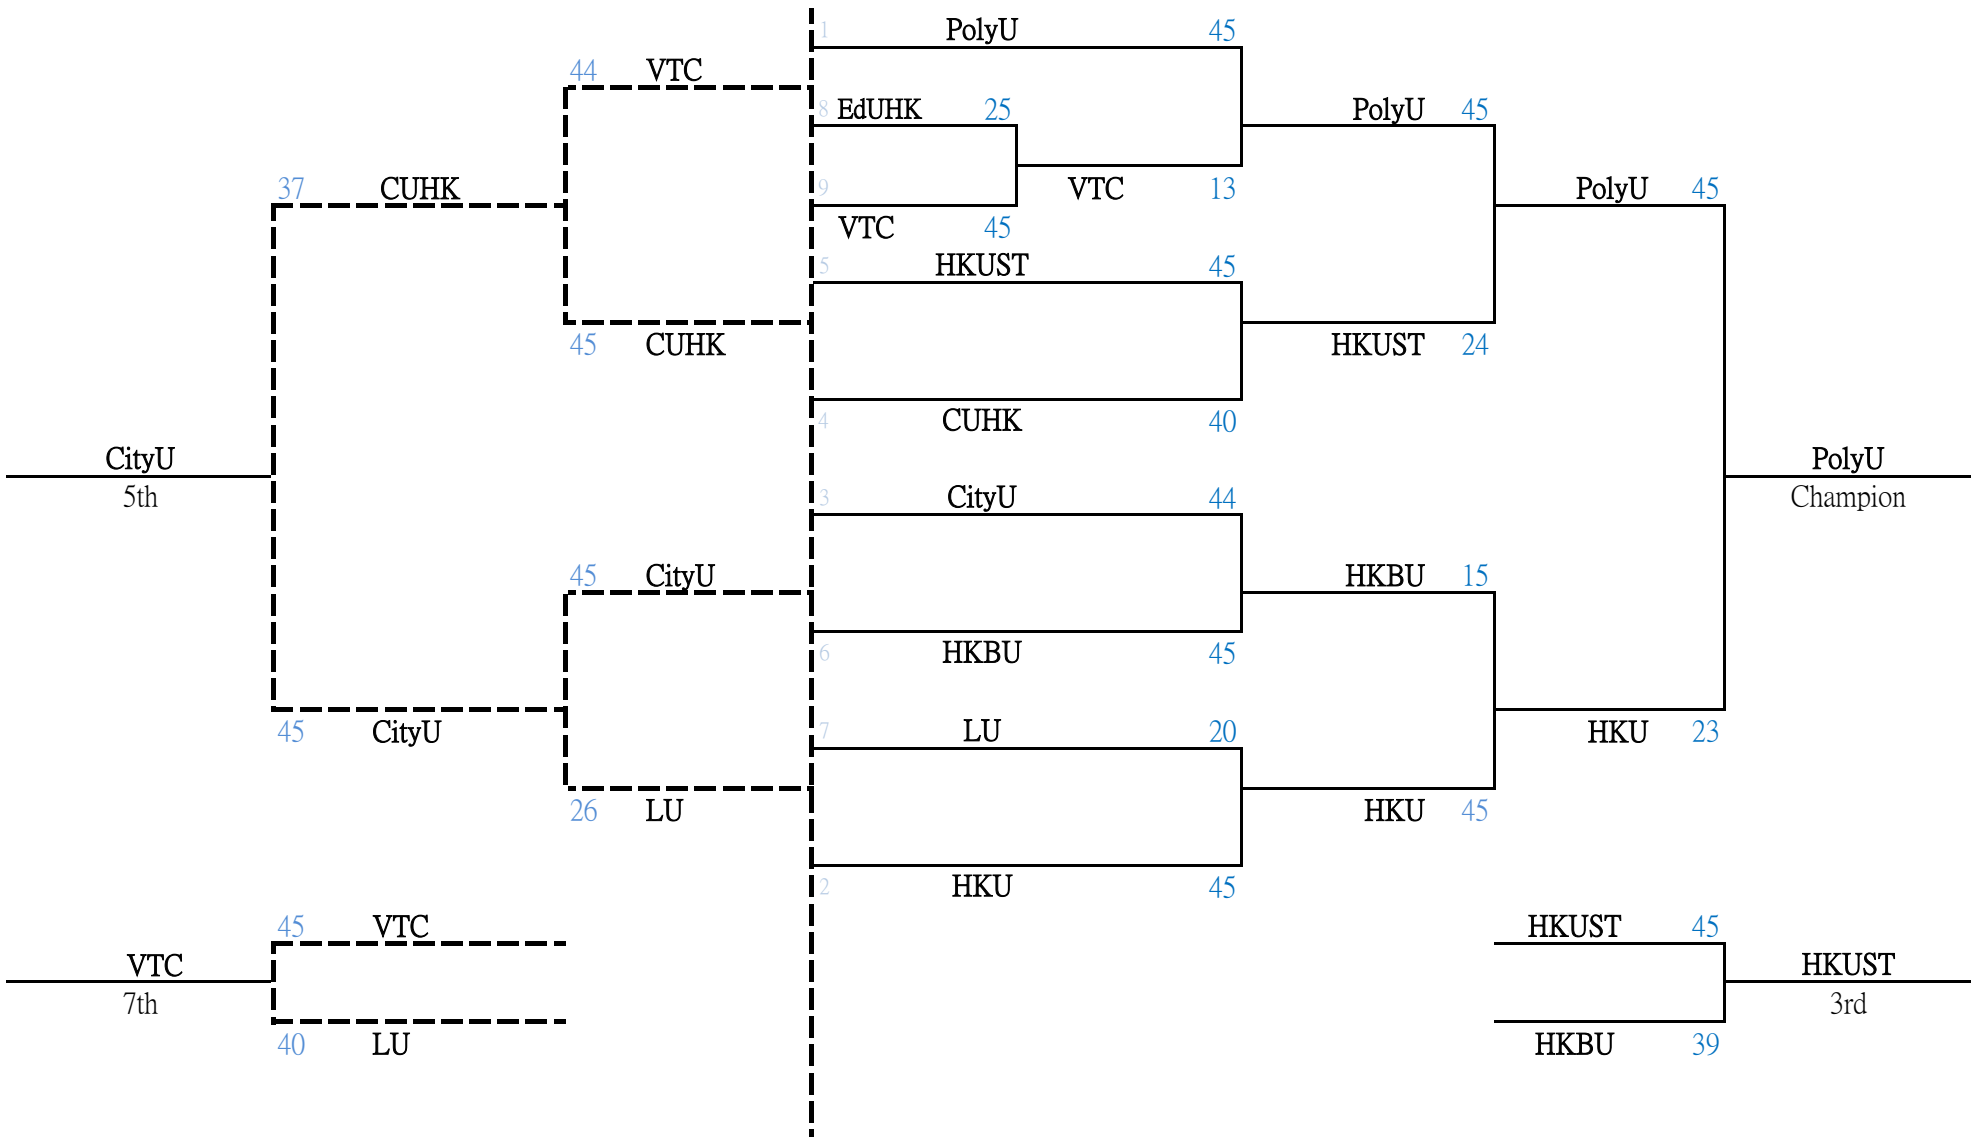 1 PolyU 45
44 VTC
8 EdUHK 25
PolyU 45
37 CUHK
9
VTC 13
PolyU 45
VTC 45
5 HKUST 45
45 CUHK
HKUST 24
4 CUHK 40
CityU
5th
PolyU
Champion
3 CityU 44
45 CityU
HKBU 15
6 HKBU 45
45 CityU
7 LU 20
HKU 23
26 LU
HKU 45
2 HKU 45
45 VTC
HKUST 45
VTC
7th
HKUST
3rd
40 LU
HKBU 39